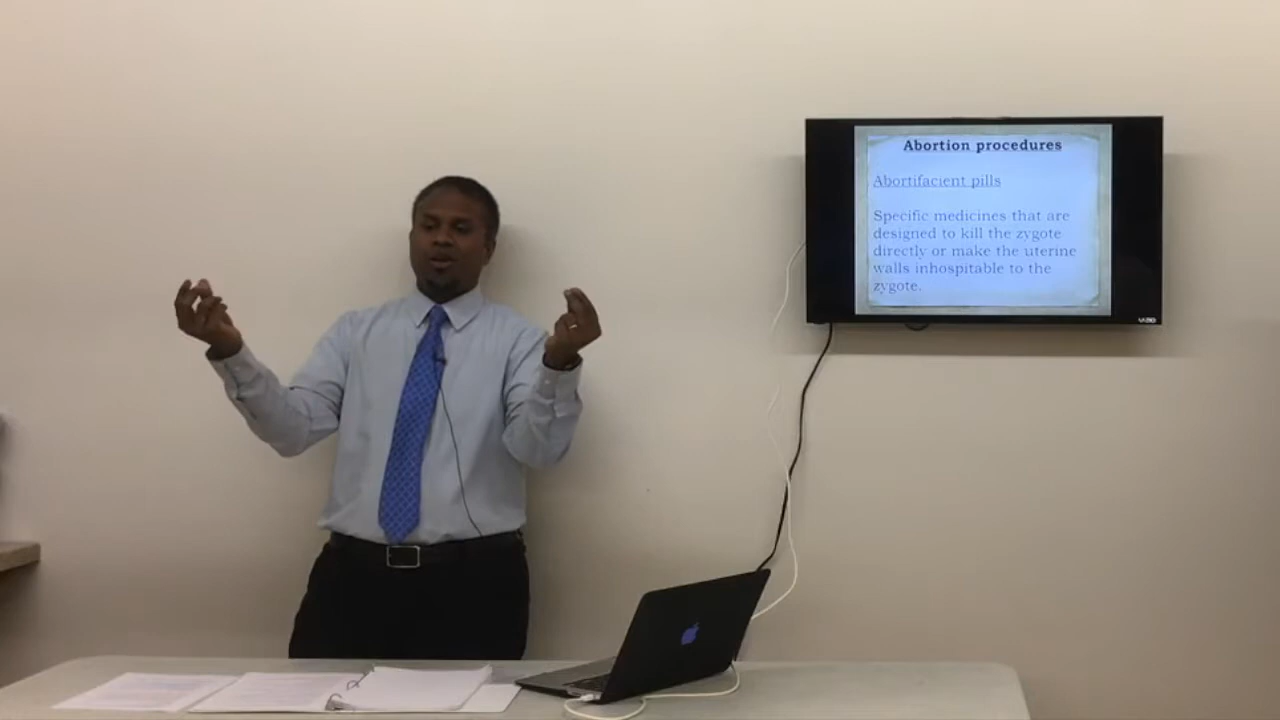 Abortion procedures
Abortifacient pills
Specific medicines that are
designed to kill the zygote
directly or make the uterine
walls inhospitable to the
zygote.
VIZIO